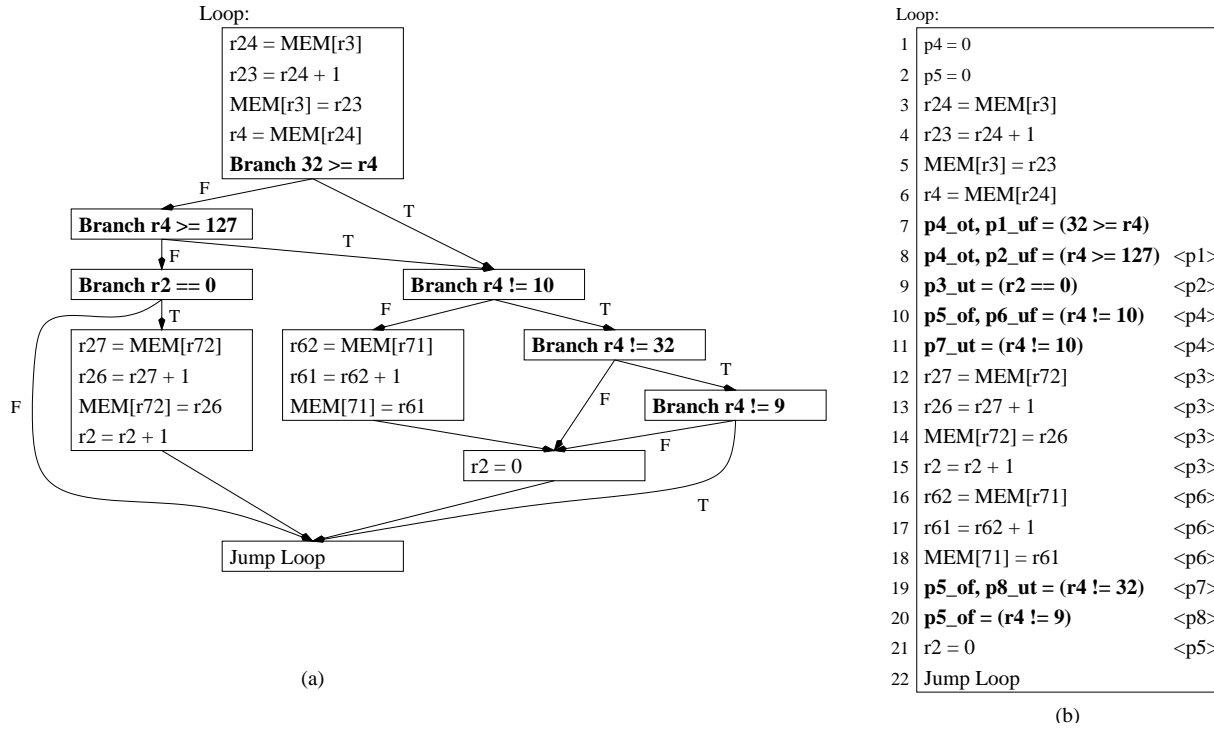 Loop:
r24 = MEM[r3]
r23 = r24 + 1
MEM[r3] = r23
r4 = MEM[r24]
Branch 32 >= r4
F
T
Branch r4 >= 127
T
F
Branch r2 == 0
Branch r4 != 10
T
F
T
F
r27 = MEM[r72]
r26 = r27 + 1
MEM[r72] = r26
r2 = r2 + 1
r62 = MEM[r71]
r61 = r62 + 1
MEM[71] = r61
Branch r4 != 32
T
F
Branch r4 != 9
F
T
r2 = 0
Jump Loop
(a)
Loop:
1 p4 = 0
2 p5 = 0
3 r24 = MEM[r3]
4 r23 = r24 + 1
5 MEM[r3] = r23
6 r4 = MEM[r24]
7 p4_ot, p1_uf = (32 >= r4)
8 p4_ot, p2_uf = (r4 >= 127) <p1>
9 p3_ut = (r2 == 0) <p2>
10 p5_of, p6_uf = (r4 != 10) <p4>
11 p7_ut = (r4 != 10) <p4>
12 r27 = MEM[r72] <p3>
13 r26 = r27 + 1 <p3>
14 MEM[r72] = r26 <p3>
15 r2 = r2 + 1 <p3>
16 r62 = MEM[r71] <p6>
17 r61 = r62 + 1 <p6>
18 MEM[71] = r61 <p6>
19 p5_of, p8_ut = (r4 != 32) <p7>
20 p5_of = (r4 != 9) <p8>
21 r2 = 0 <p5>
22 Jump Loop
(b)